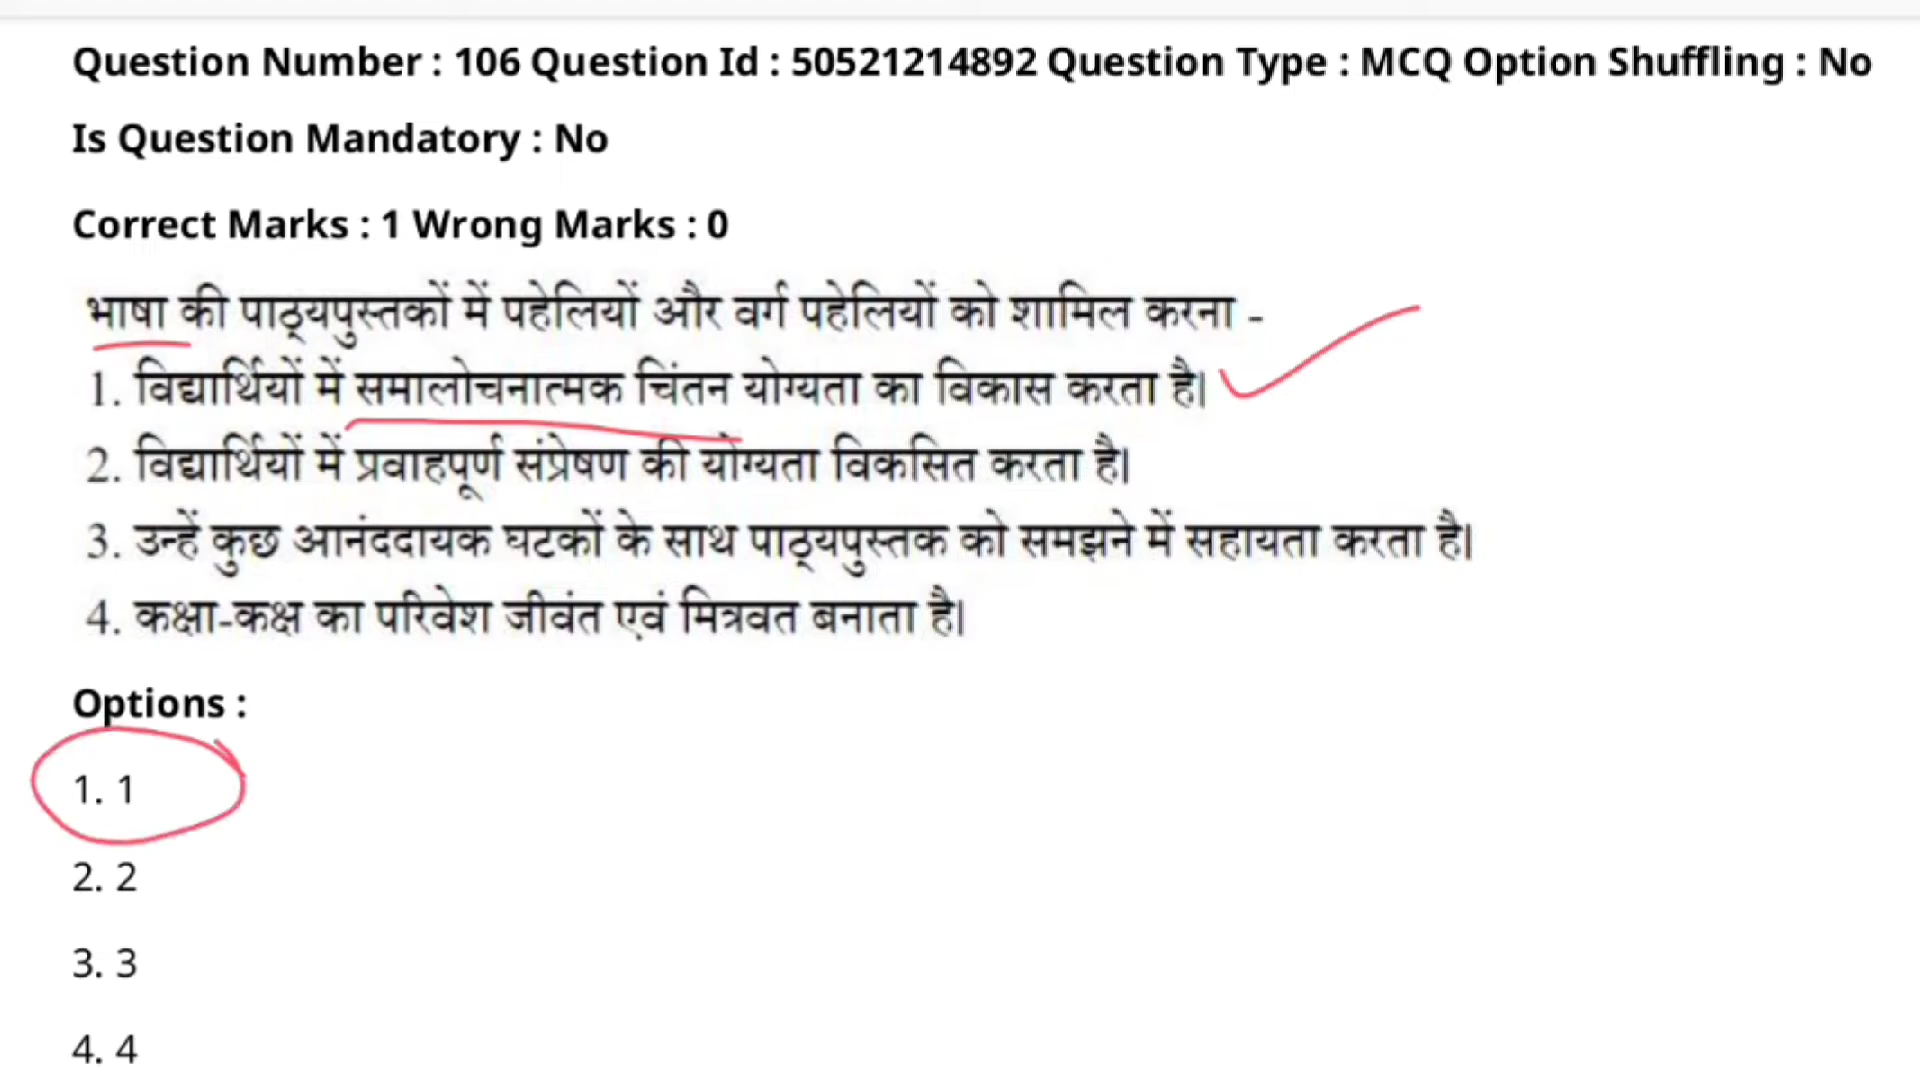 Question Number : 106 Question Id : 50521214892 Question Type : MCQ Option Shuffling : No
Is Question Mandatory : No
Correct Marks : 1 Wrong Marks : 0
भाषा की पाठ्यपुस्तकों में पहेलियों और वर्ग पहेलियों को शामिल करना -
1. विद्यार्थियों में समालोचनात्मक चिंतन योग्यता का विकास करता है।
2. विद्यार्थियों में प्रवाहपूर्ण संप्रेषण की योग्यता विकसित करता है।
3. उन्हें कुछ आनंददायक घटकों के साथ पाठ्यपुस्तक को समझने में सहायता करता है।
4. कक्षा-कक्ष का परिवेश जीवंत एवं मित्रवत बनाता है।
Options :
1. 1
2. 2
3. 3
4. 4